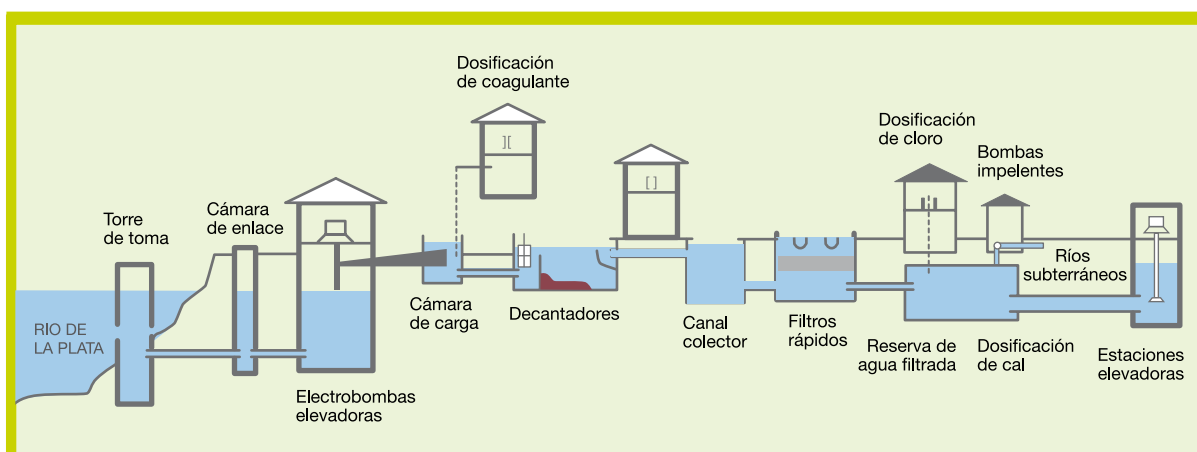 Dosificación
de coagulante
Dosificación
de cloro
Bombas
impelentes
Torre
de toma
Cámara
de enlace
RIO DE
LA PLATA
Ríos
subterráneos
Cámara
de carga
Decantadores
Canal
colector
Filtros
rápidos
Reserva de
agua filtrada
Dosificación
de cal
Estaciones
elevadoras
Electrobombas
elevadoras